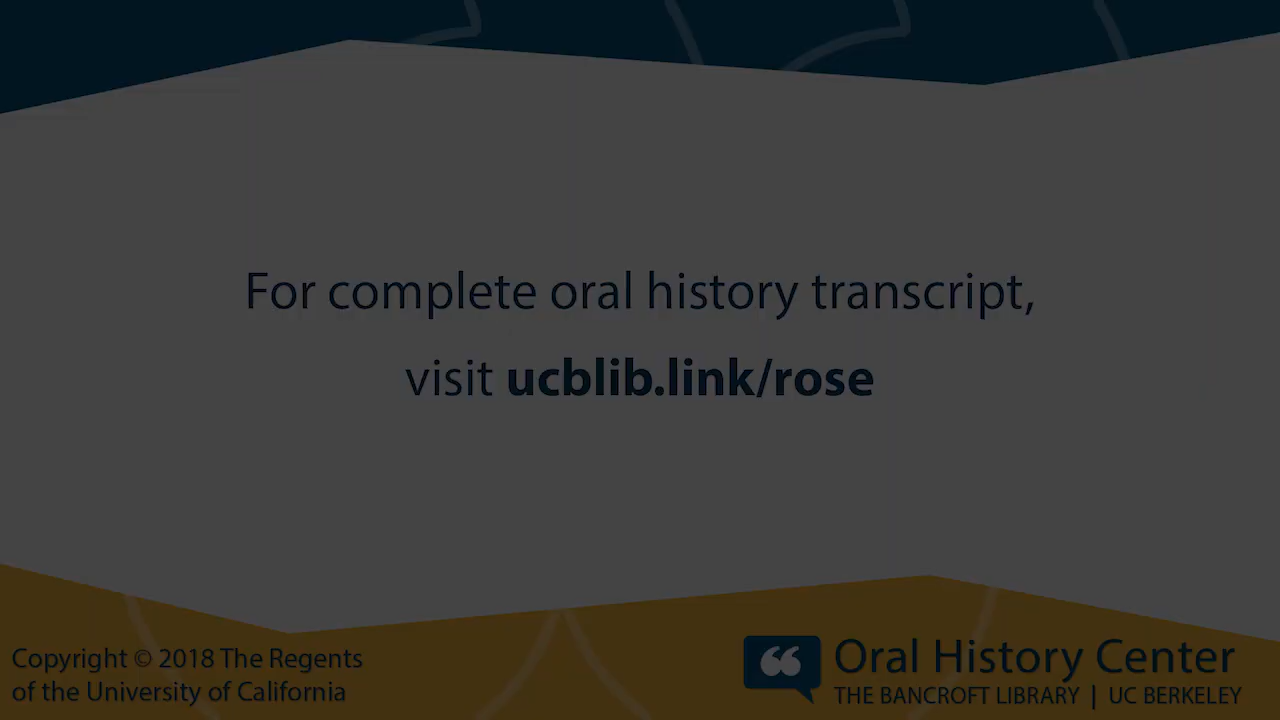 For complete oral history transcript,
visit ucblib.link/rose
Copyright © 2018 The Regents
of the University of California
Oral History Center
THE BANCROFT LIBRARY | UC BERKELEY